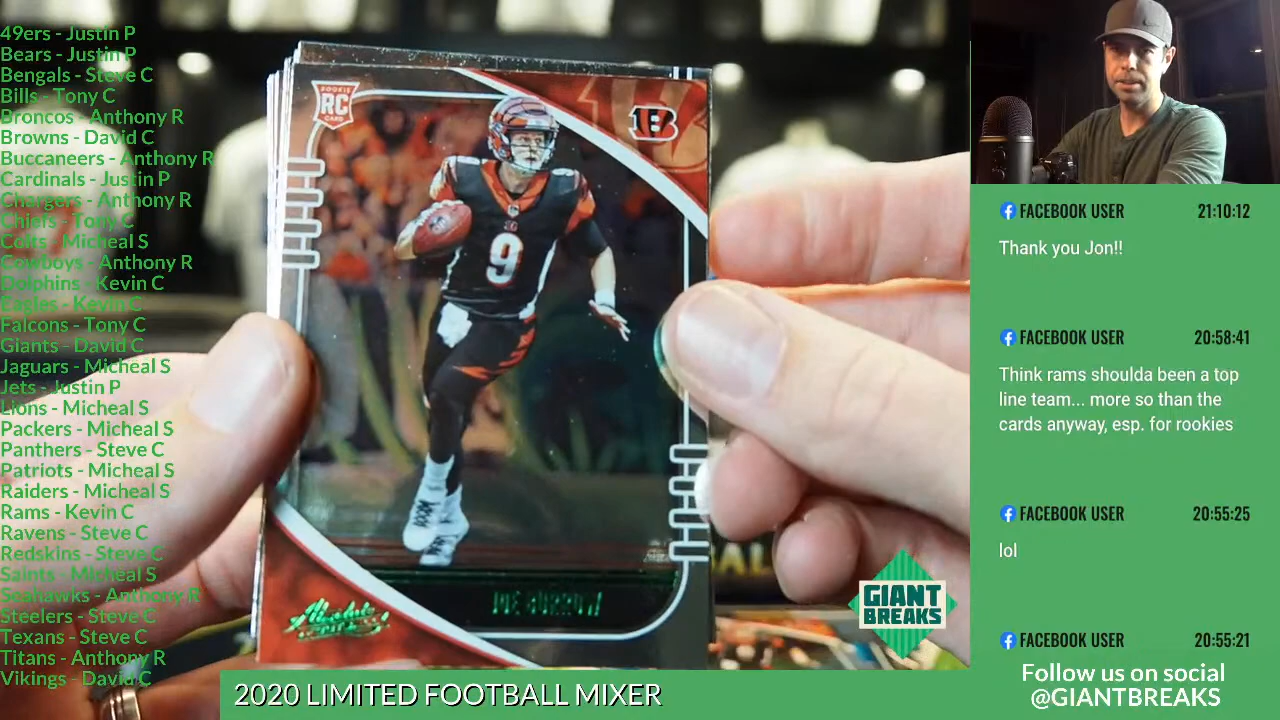 49ers - Justin P
Bears - Justin P
Bengals - Steve C
Bills - Tony C
Broncos - Anthony R
Browns - David C
Buccaneers - Anthony R
Cardinals - Justin P
Chargers - Anthony R
Chiefs - Tony C
Colts - Micheal S
Cowboys - Anthony R
Dolphins - Kevin C
Eagles - Kevin C
Falcons - Tony C
Giants - David C
Jaguars - Micheal S
Jets - Justin P
Lions - Micheal S
Packers - Micheal S
Panthers - Steve C
Patriots - Micheal S
Raiders - Micheal S
Rams - Kevin C
Ravens - Steve C
Redskins - Steve C
Saints - Micheal S
Seahawks - Anthony R
Steelers - Steve C
Texans - Steve C
Titans - Anthony R
Vikings - David C
ROOKIE
RC
CARD
B
9
9
JOE BURROW
Absolute
GIANT
BREAKS
2020 LIMITED FOOTBALL MIXER
FACEBOOK USER 21:10:12
Thank you Jon!!
FACEBOOK USER 20:58:41
Think rams shoulda been a top
line team... more so than the
cards anyway, esp. for rookies
FACEBOOK USER 20:55:25
lol
FACEBOOK USER 20:55:21
Follow us on social
@GIANTBREAKS